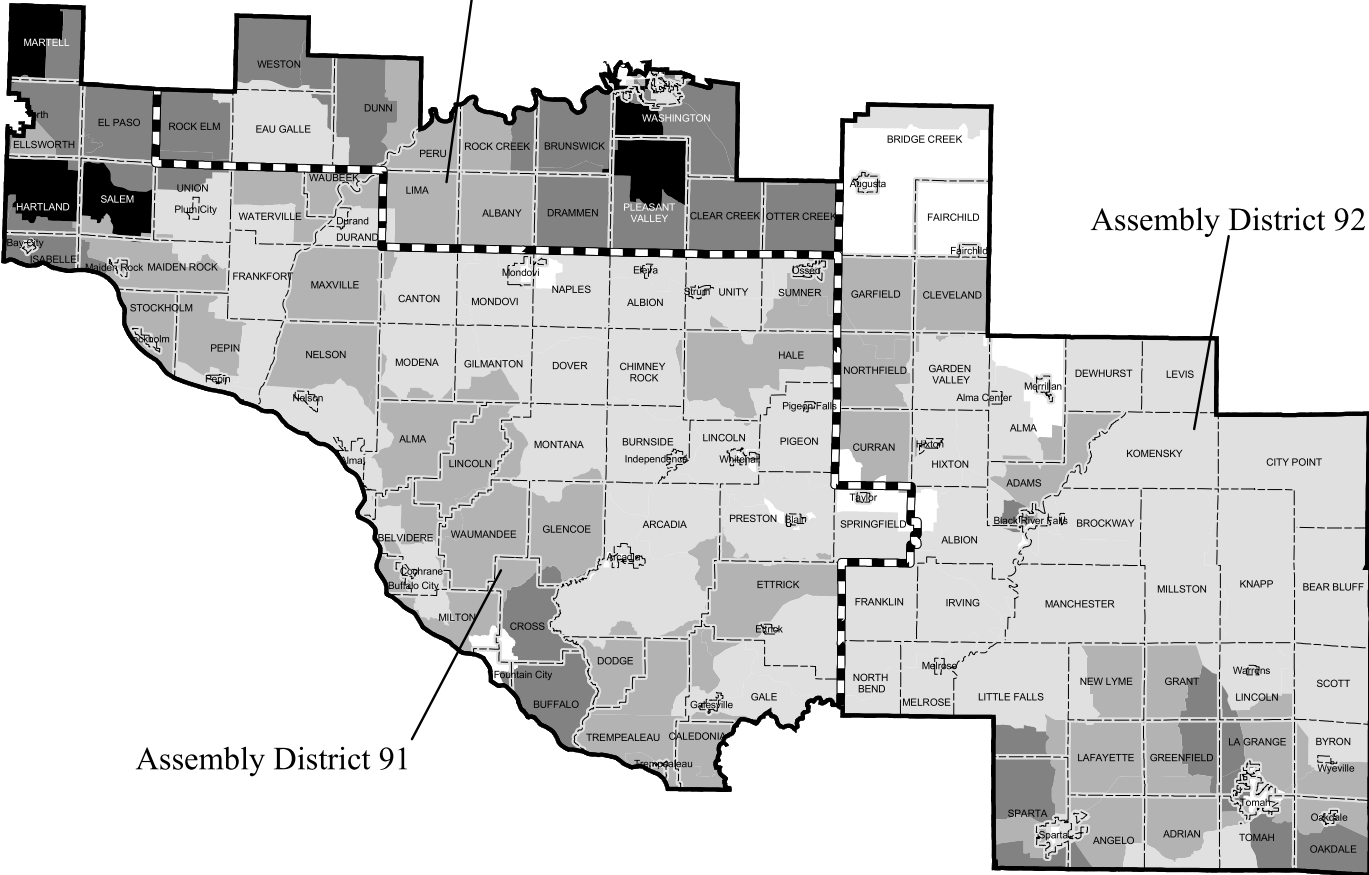 MARTELL
WESTON
DUNN
EL PASO
ROCK ELM
EAU GALLE
ELLSWORTH
PERU
ROCK CREEK
BRUNSWICK
WASHINGTON
BRIDGE CREEK
HARTLAND
SALEM
UNION
Plum City
WAUBEEK
WATERVILLE
Durand
DURAND
LIMA
ALBANY
DRAMMEN
PLEASANT
VALLEY
CLEAR CREEK
OTTER CREEK
Augusta
FAIRCHILD
Fairchild
Assembly District 92
Bay City
ISABELLE
Maiden Rock
MAIDEN ROCK
FRANKFORT
MAXVILLE
CANTON
Mondovi
MONDOVI
NAPLES
Eleva
ALBION
Strum
UNITY
Osseo
SUMNER
GARFIELD
CLEVELAND
STOCKHOLM
PEPIN
Pepin
NELSON
Nelson
MODENA
GILMANTON
DOVER
CHIMNEY
ROCK
HALE
Pigeon Falls
NORTHFIELD
GARDEN
VALLEY
Alma Center
Merrillan
DEWHURST
LEVIS
ALMA
Alma
ALMA
LINCOLN
MONTANA
BURNSIDE
Independence
LINCOLN
Whitehall
PIGEON
CURRAN
Hixton
HIXTON
KOMENSKY
CITY POINT
ADAMS
Black River Falls
BROCKWAY
BELVIDERE
WAUMANDEE
GLENCOE
ARCADIA
Arcadia
PRESTON
Blair
Taylor
SPRINGFIELD
ALBION
Cochrane
Buffalo City
MILTON
CROSS
ETTRICK
Ettrick
FRANKLIN
IRVING
MANCHESTER
MILLSTON
KNAPP
BEAR BLUFF
Fountain City
BUFFALO
DODGE
GALE
Galesville
NORTH
BEND
Melrose
MELROSE
LITTLE FALLS
NEW LYME
GRANT
Warrens
LINCOLN
SCOTT
Assembly District 91
TREMPEALEAU
CALEDONIA
Trempealeau
LAFAYETTE
GREENFIELD
LA GRANGE
BYRON
Wyeville
SPARTA
Sparta
ANGELO
ADRIAN
Tomah
TOMAH
Oakdale
OAKDALE